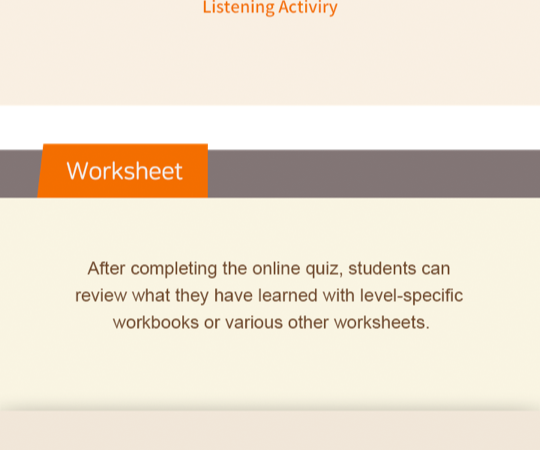 Listening Activiry
Worksheet
After completing the online quiz, students can
review what they have learned with level-specific
workbooks or various other worksheets.